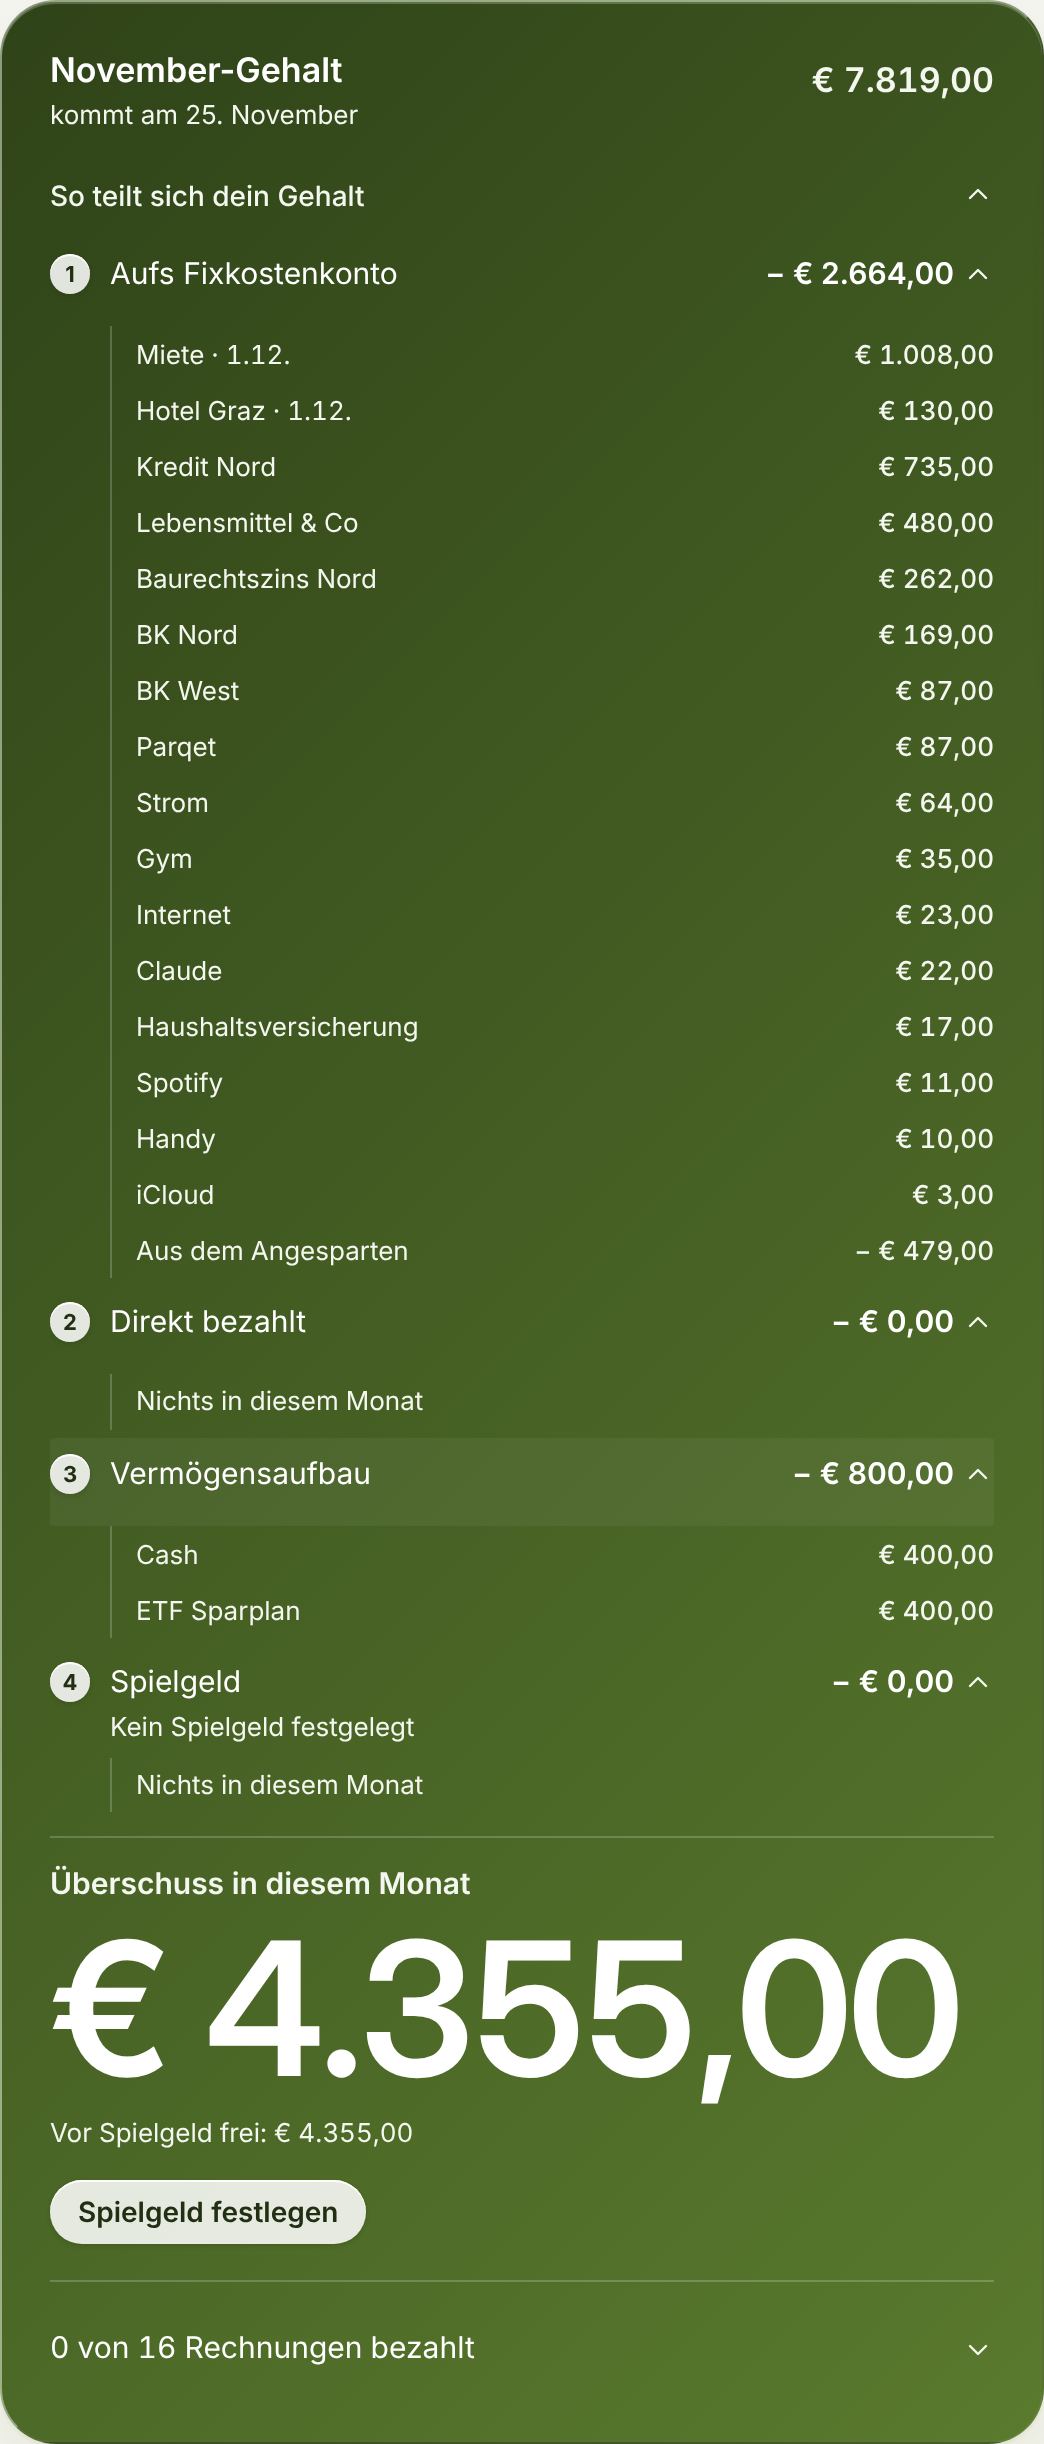 November-Gehalt
€ 7.819,00
kommt am 25. November
So teilt sich dein Gehalt
1 Aufs Fixkostenkonto – € 2.664,00
Miete · 1.12. € 1.008,00
Hotel Graz · 1.12. € 130,00
Kredit Nord € 735,00
Lebensmittel & Co € 480,00
Baurechtszins Nord € 262,00
BK Nord € 169,00
BK West € 87,00
Parqet € 87,00
Strom € 64,00
Gym € 35,00
Internet € 23,00
Claude € 22,00
Haushaltsversicherung € 17,00
Spotify € 11,00
Handy € 10,00
iCloud € 3,00
Aus dem Angesparten – € 479,00
2 Direkt bezahlt – € 0,00
Nichts in diesem Monat
3 Vermögensaufbau – € 800,00
Cash € 400,00
ETF Sparplan € 400,00
4 Spielgeld – € 0,00
Kein Spielgeld festgelegt
Nichts in diesem Monat
Überschuss in diesem Monat
€ 4.355,00
Vor Spielgeld frei: € 4.355,00
Spielgeld festlegen
0 von 16 Rechnungen bezahlt